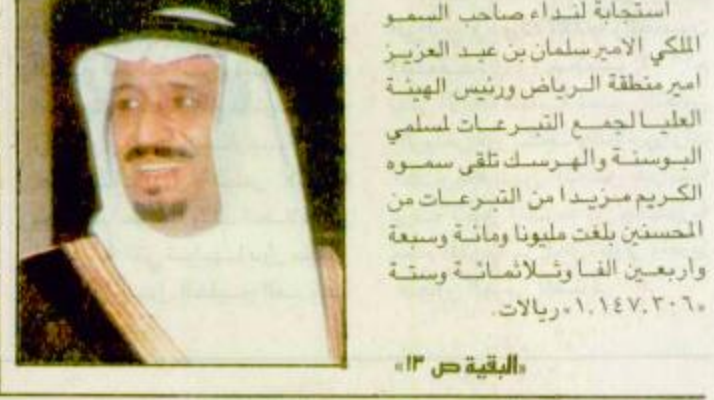 استجابة لنداء صاحب السمو
الملكي الامير سلمان بن عبد العزيز
امير منطقة الرياض ورئيس الهيئة
العليا لجمع التبرعات لمسلمي
البوسنة والهرسك تلقى سموه
الكريم مزيدا من التبرعات من
المحسنين بلغت مليونا ومائة وسبعة
واربعين الفا وثلاثمائة وستة
«١,١٤٧,٣٠٦» ريالات.
«البقية ص ١٣»